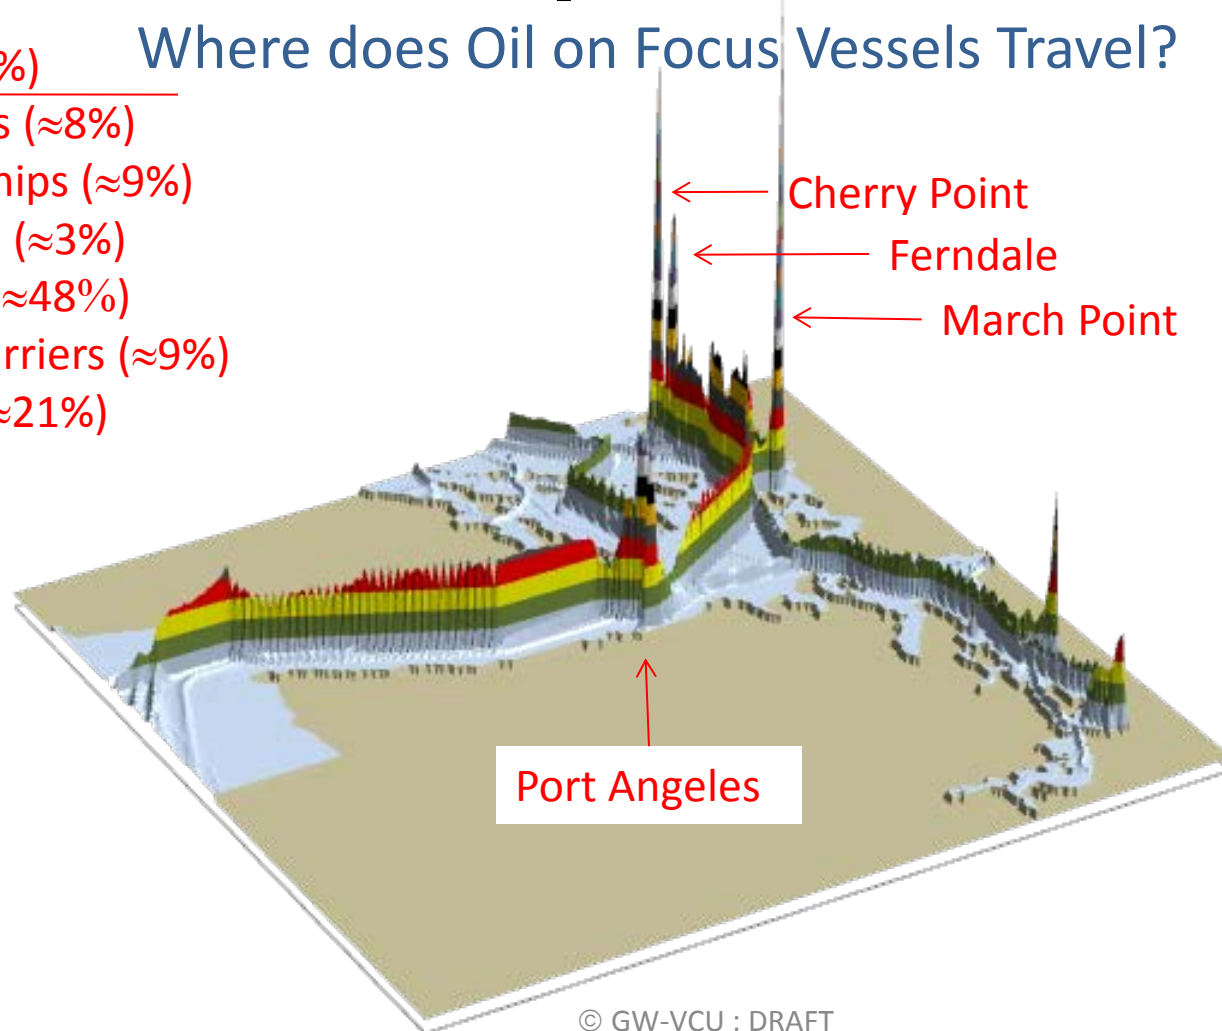 Where does Oil on Focus Vessels Travel?
%)
s (≈8%)
hips (≈9%)
(≈3%)
≈48%)
rriers (≈9%)
≈21%)
Cherry Point
Ferndale
March Point
Port Angeles
© GW-VCU : DRAFT